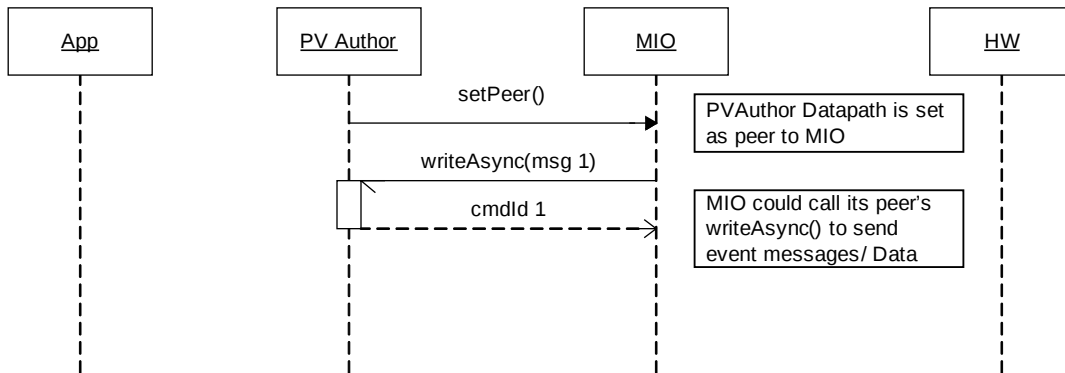 App
PV Author
MIO
HW
setPeer()
PVAuthor Datapath is set
as peer to MIO
writeAsync(msg 1)
cmdId 1
MIO could call its peer's
writeAsync() to send
event messages/ Data